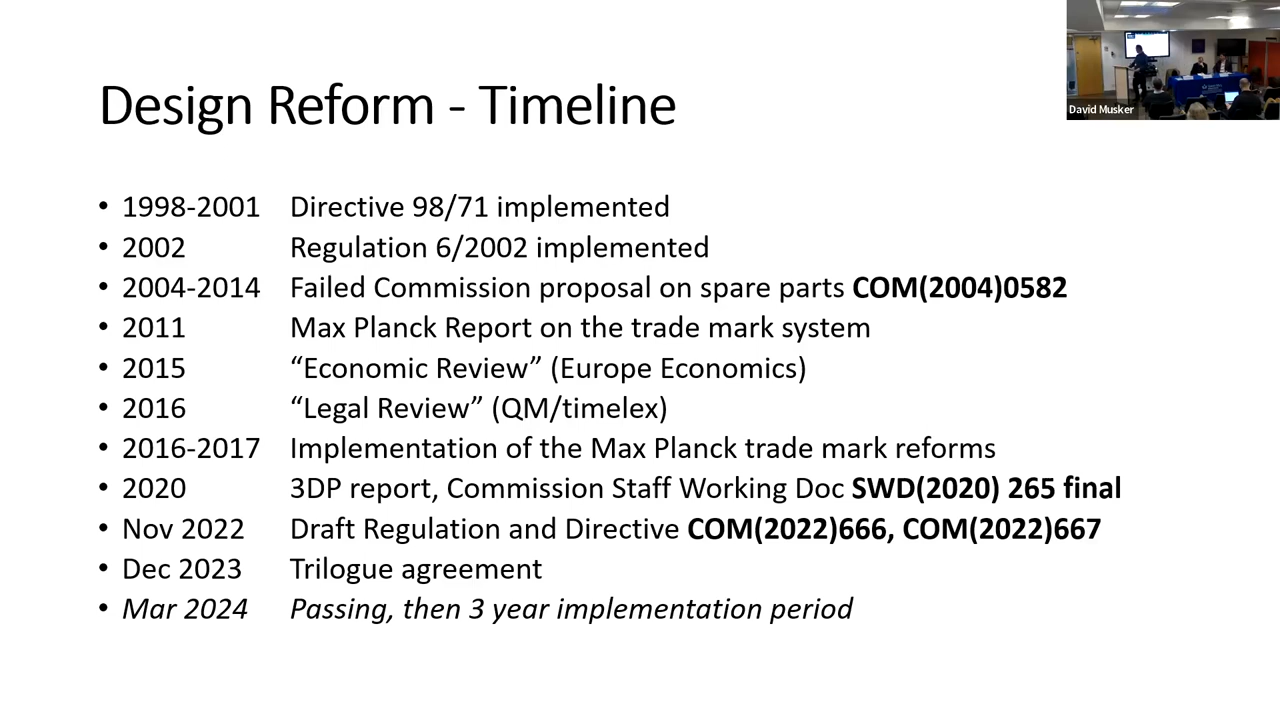 Design Reform - Timeline
David Musker
• 1998-2001 Directive 98/71 implemented
• 2002 Regulation 6/2002 implemented
• 2004-2014 Failed Commission proposal on spare parts COM(2004)0582
• 2011 Max Planck Report on the trade mark system
• 2015 “Economic Review” (Europe Economics)
• 2016 “Legal Review” (QM/timelex)
• 2016-2017 Implementation of the Max Planck trade mark reforms
• 2020 3DP report, Commission Staff Working Doc SWD(2020) 265 final
• Nov 2022 Draft Regulation and Directive COM(2022)666, COM(2022)667
• Dec 2023 Trilogue agreement
• Mar 2024 Passing, then 3 year implementation period